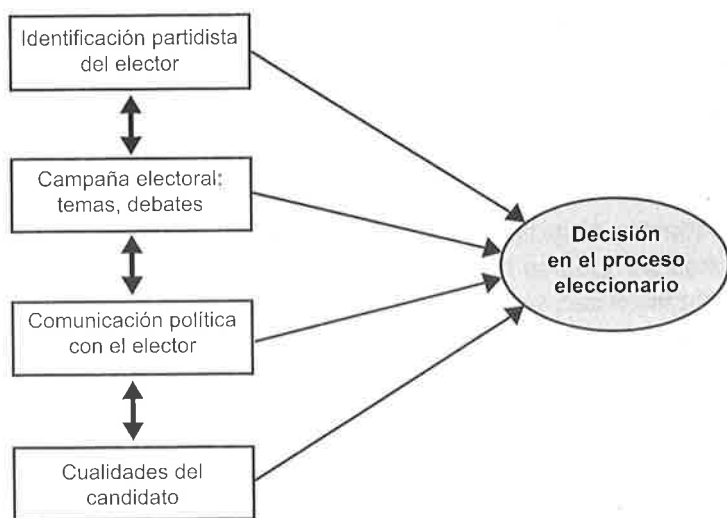 Identificación partidista
del elector
Campaña electoral:
temas, debates
Decisión
en el proceso
eleccionario
Comunicación política
con el elector
Cualidades del
candidato